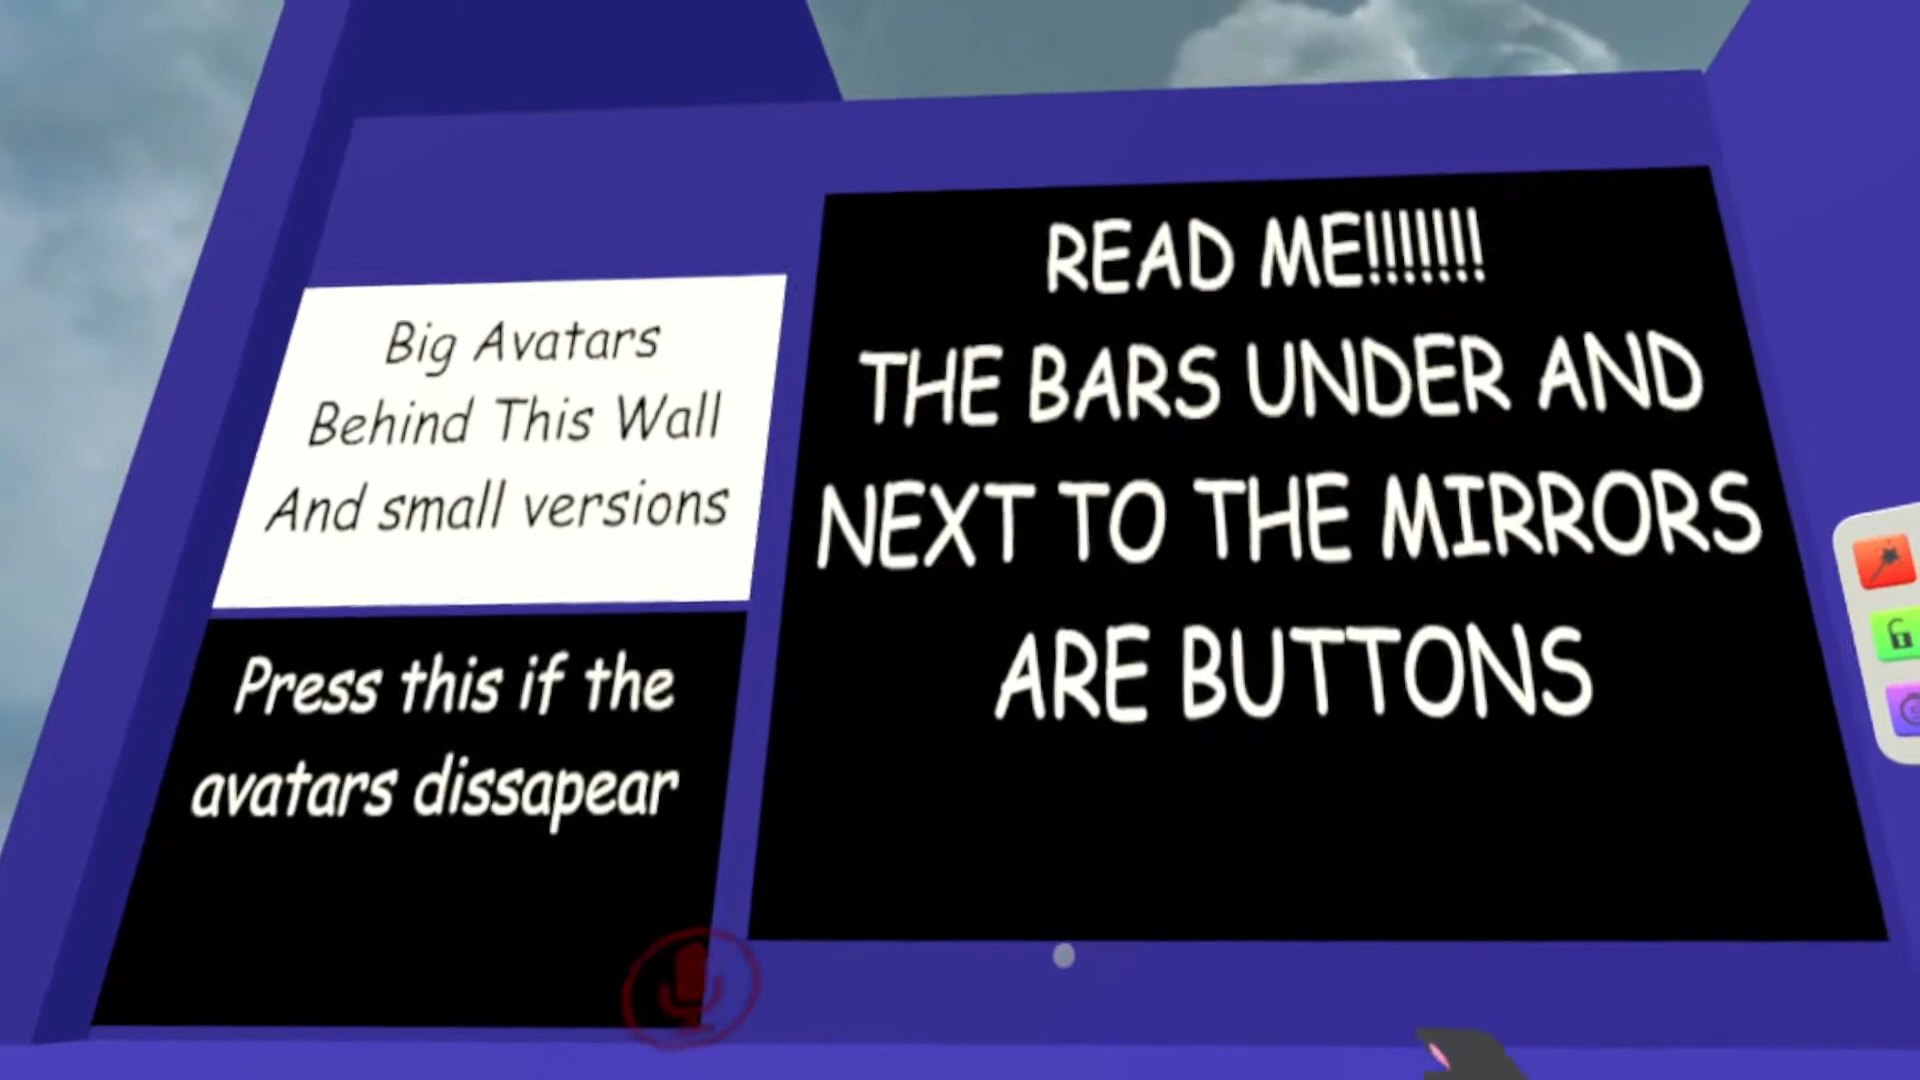 Big Avatars
Behind This Wall
And small versions
Press this if the
avatars dissapear
READ ME!!!!!!!
THE BARS UNDER AND
NEXT TO THE MIRRORS
ARE BUTTONS